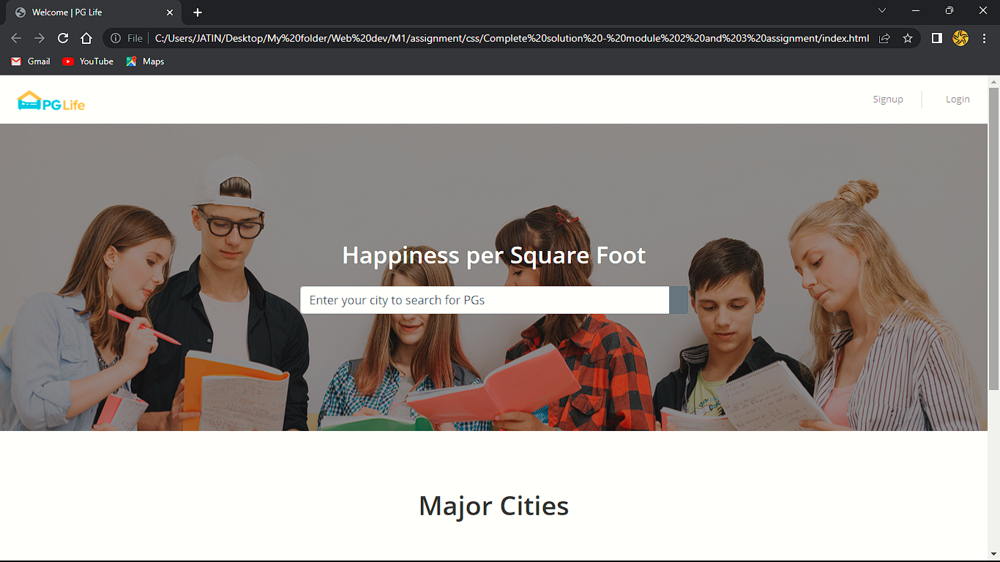 Welcome | PG Life
File
C:/Users/JATIN/Desktop/My%20folder/Web%20dev/M1/assignment/css/Complete%20solution%20-%20module%202%20and%203%20assignment/index.html
Gmail YouTube Maps
PG Life
Signup Login
Happiness per Square Foot
Enter your city to search for PGs
Major Cities